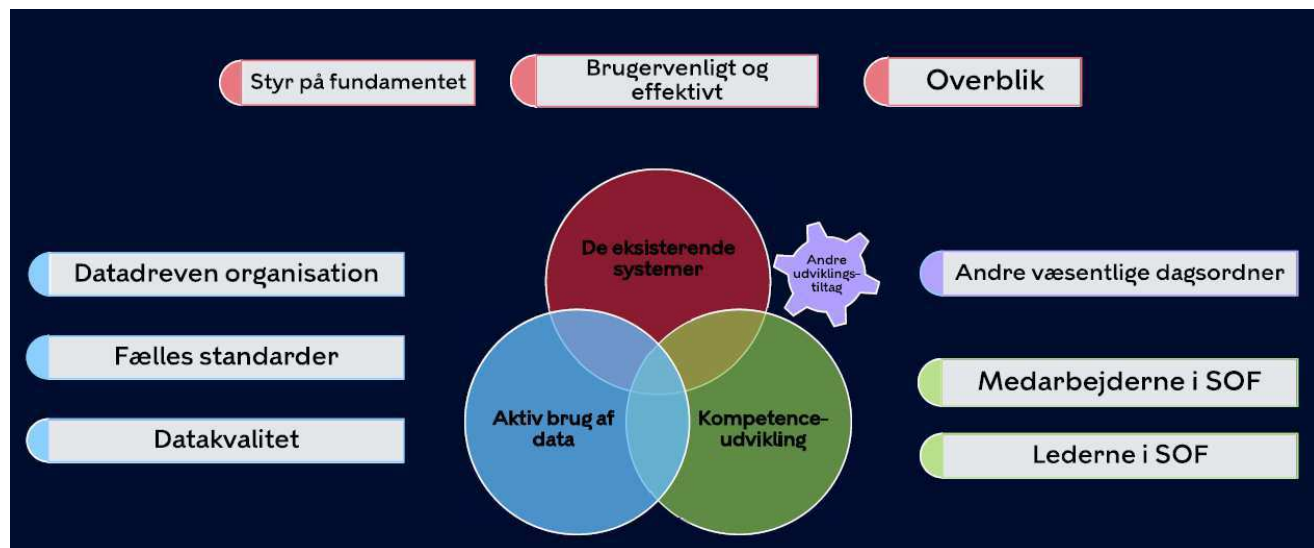 Styr på fundamentet
Brugervenligt og
effektivt
Overblik
De eksisterende
systemer
Andre
udviklings-
tiltag
Datadreven organisation
Fælles standarder
Datakvalitet
Aktiv brug af
data
Kompetence-
udvikling
Andre væsentlige dagsordner
Medarbejderne i SOF
Lederne i SOF